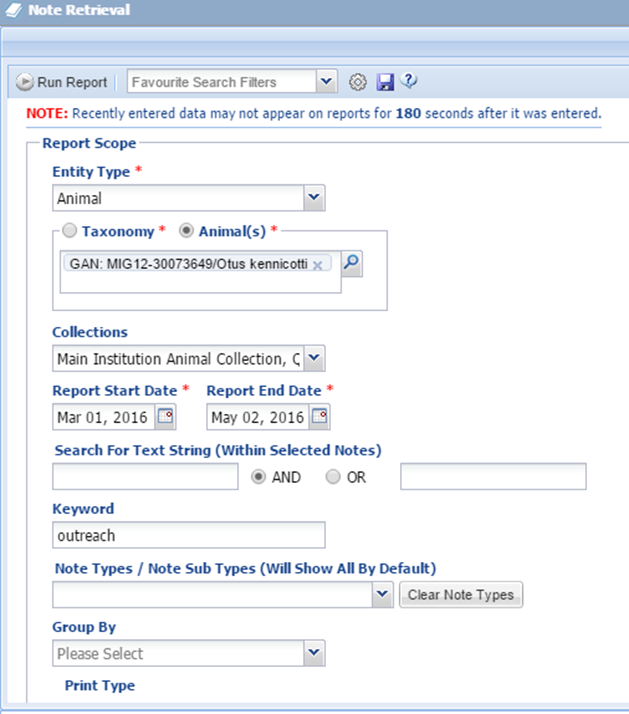 Note Retrieval
Run Report Favourite Search Filters
NOTE: Recently entered data may not appear on reports for 180 seconds after it was entered.
Report Scope
Entity Type *
Animal
Taxonomy * Animal(s) *
GAN: MIG12-30073649/Otus kennicotti x
Collections
Main Institution Animal Collection, Q
Report Start Date * Report End Date *
Mar 01, 2016 May 02, 2016
Search For Text String (Within Selected Notes)
AND OR
Keyword
outreach
Note Types / Note Sub Types (Will Show All By Default)
Clear Note Types
Group By
Please Select
Print Type